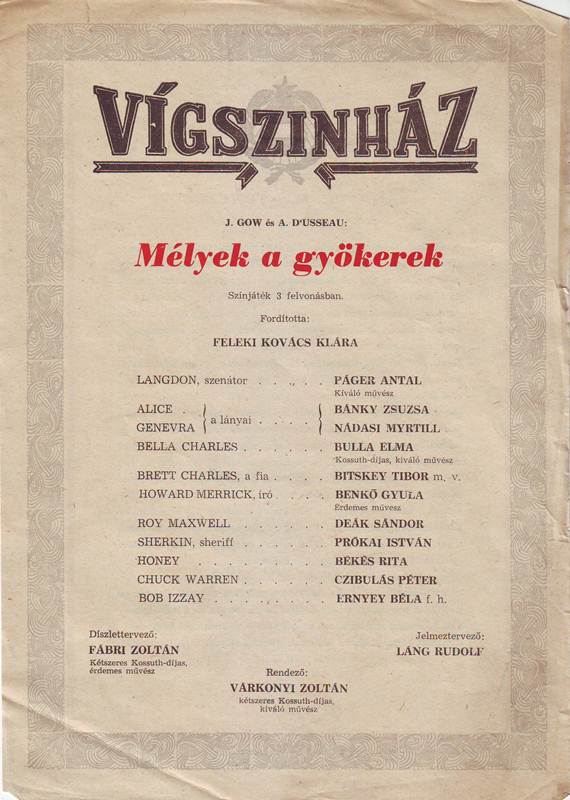 VÍGSZINHÁZ
J. GOW és A. D'USSEAU:
Mélyek a gyökerek
Színjáték 3 felvonásban.
Fordította:
FELEKI KOVÁCS KLÁRA
LANGDON, szenátor . . . . . PÁGER ANTAL
Kiváló művész
ALICE . } a lányai . . . . { BÁNKY ZSUZSA
GENEVRA } { NÁDASI MYRTILL
BELLA CHARLES . . . . . . BULLA ELMA
Kossuth-díjas, kiváló művész
BRETT CHARLES, a fia . . . . BITSKEY TIBOR m. v.
HOWARD MERRICK, író . . . . BENKŐ GYULA
Érdemes művesz
ROY MAXWELL . . . . . . DEÁK SÁNDOR
SHERKIN, sheriff . . . . . PRÓKAI ISTVÁN
HONEY . . . . . . . . BÉKÉS RITA
CHUCK WARREN . . . . . . CZIBULÁS PÉTER
BOB IZZAY . . . . . . . ERNYEY BÉLA f. h.
Díszlettervező:
FÁBRI ZOLTÁN
Kétszeres Kossuth-díjas,
érdemes művész
Jelmeztervező:
LÁNG RUDOLF
Rendező:
VÁRKONYI ZOLTÁN
kétszeres Kossuth-díjas,
kiváló művész